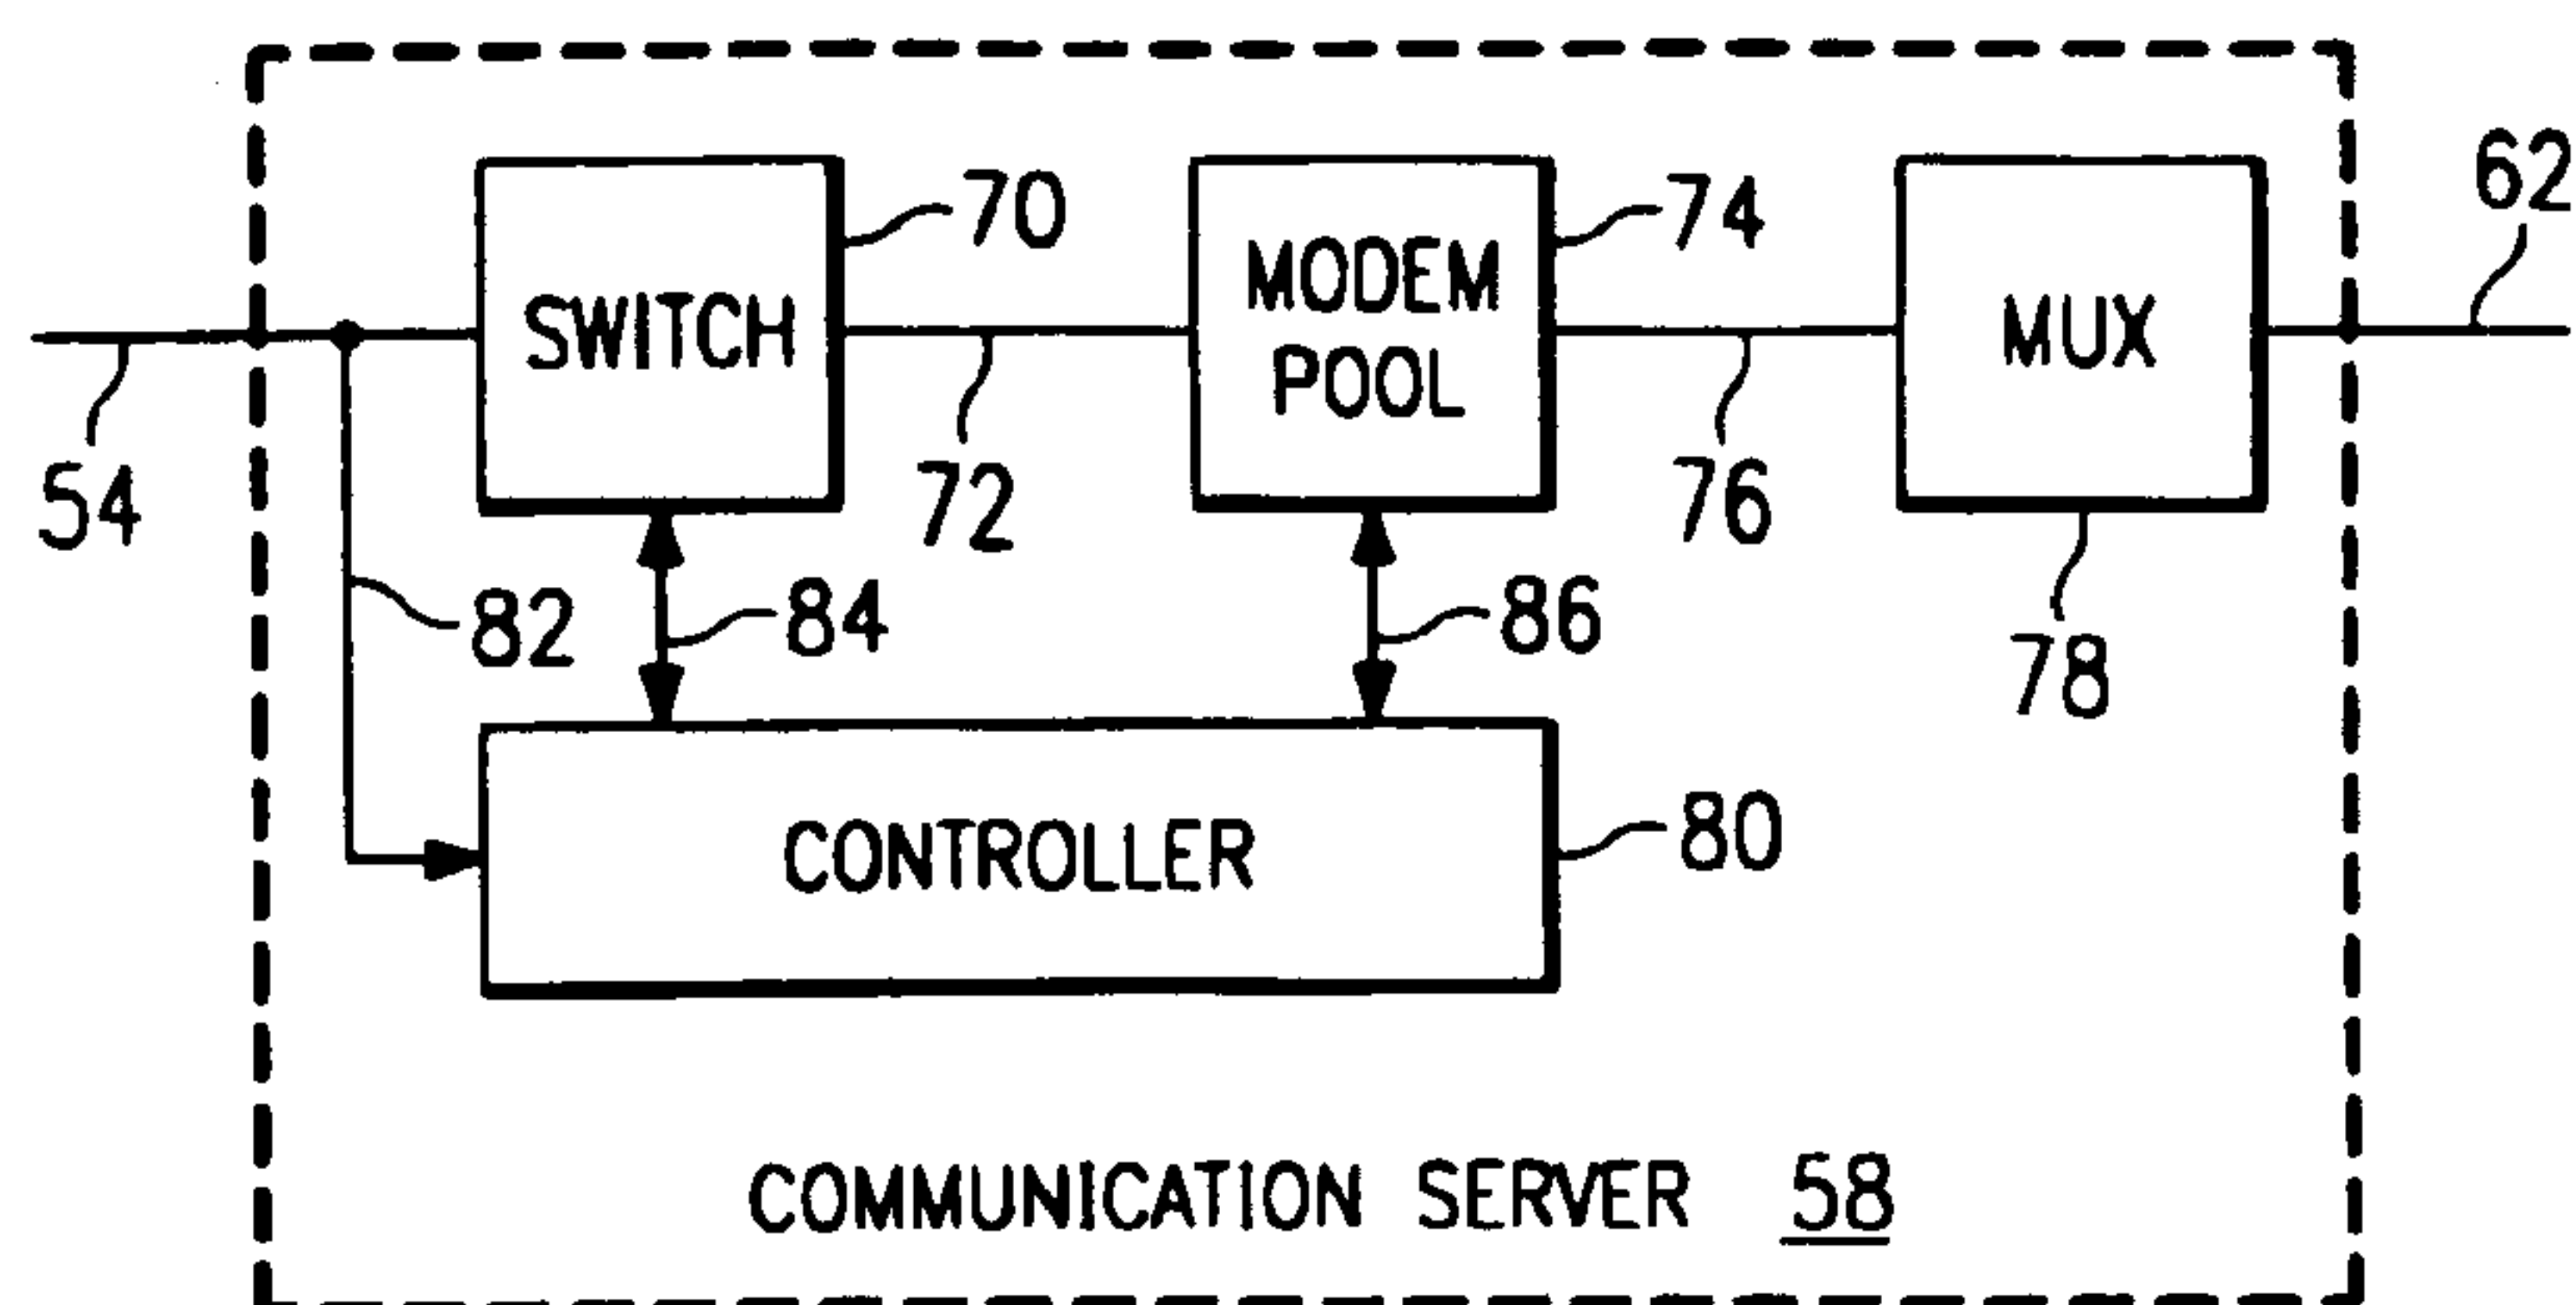 62
70
74
SWITCH
MODEM
POOL
MUX
54
72
76
82
84
86
78
CONTROLLER
80
COMMUNICATION SERVER 58